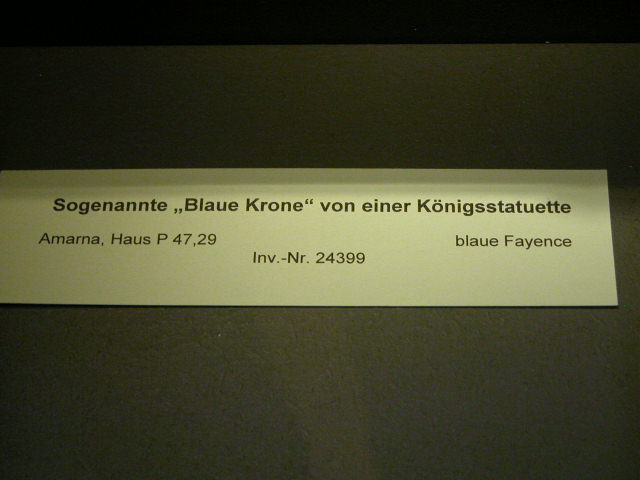 Sogenannte „Blaue Krone“ von einer Königsstatuette
Amarna, Haus P 47,29 blaue Fayence
Inv.-Nr. 24399